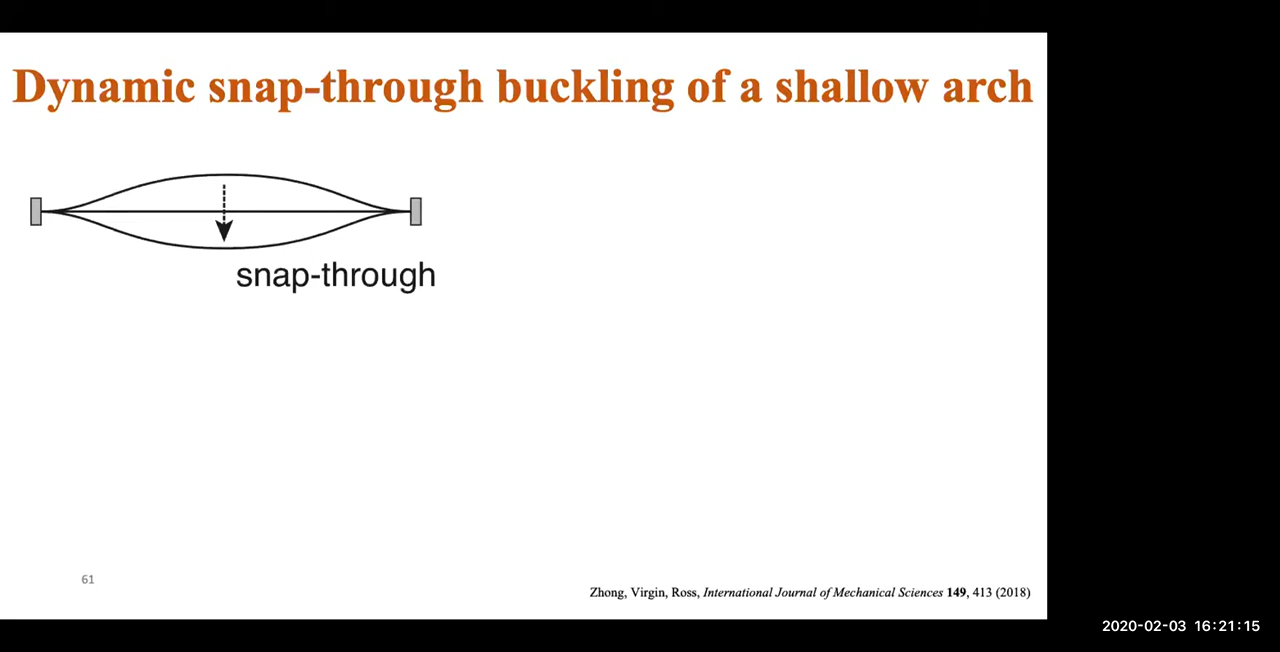 Dynamic snap-through buckling of a shallow arch
snap-through
61
Zhong, Virgin, Ross, International Journal of Mechanical Sciences 149, 413 (2018)
2020-02-03 16:21:15